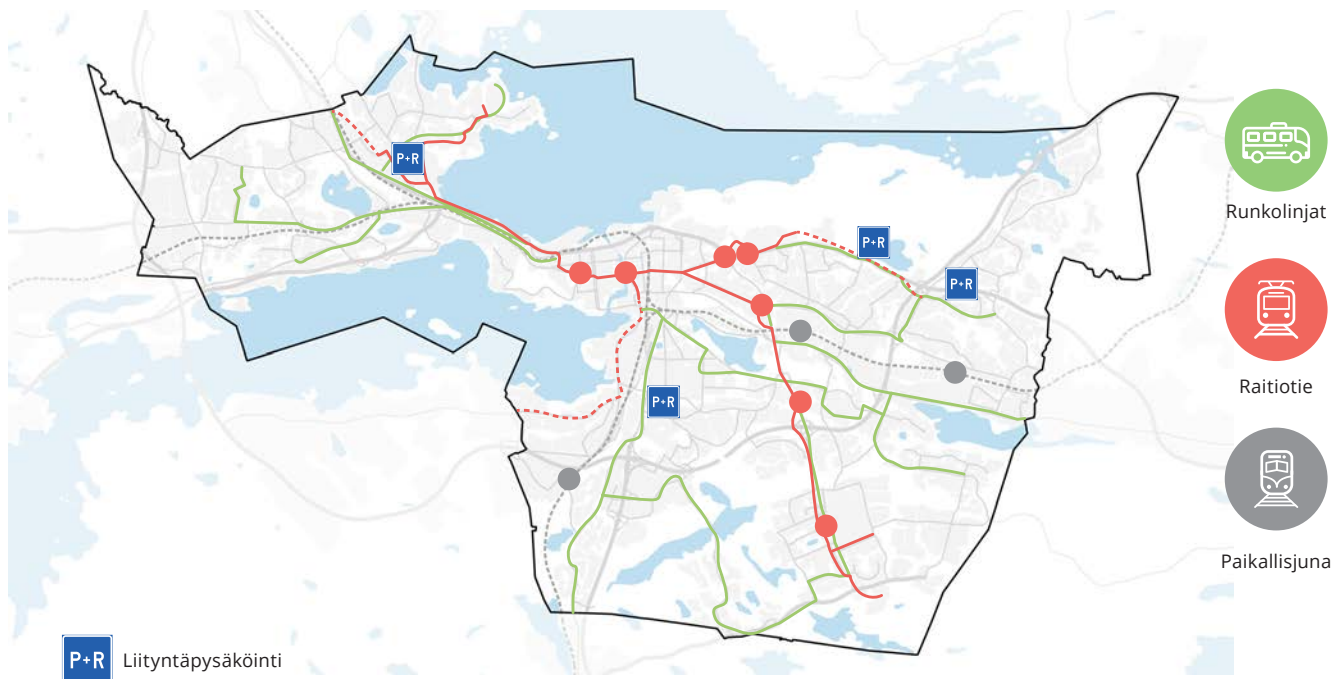 P+R
P+R
P+R
P+R
Runkolinjat
Raitiotie
Paikallisjuna
P+R Liityntäpysäköinti